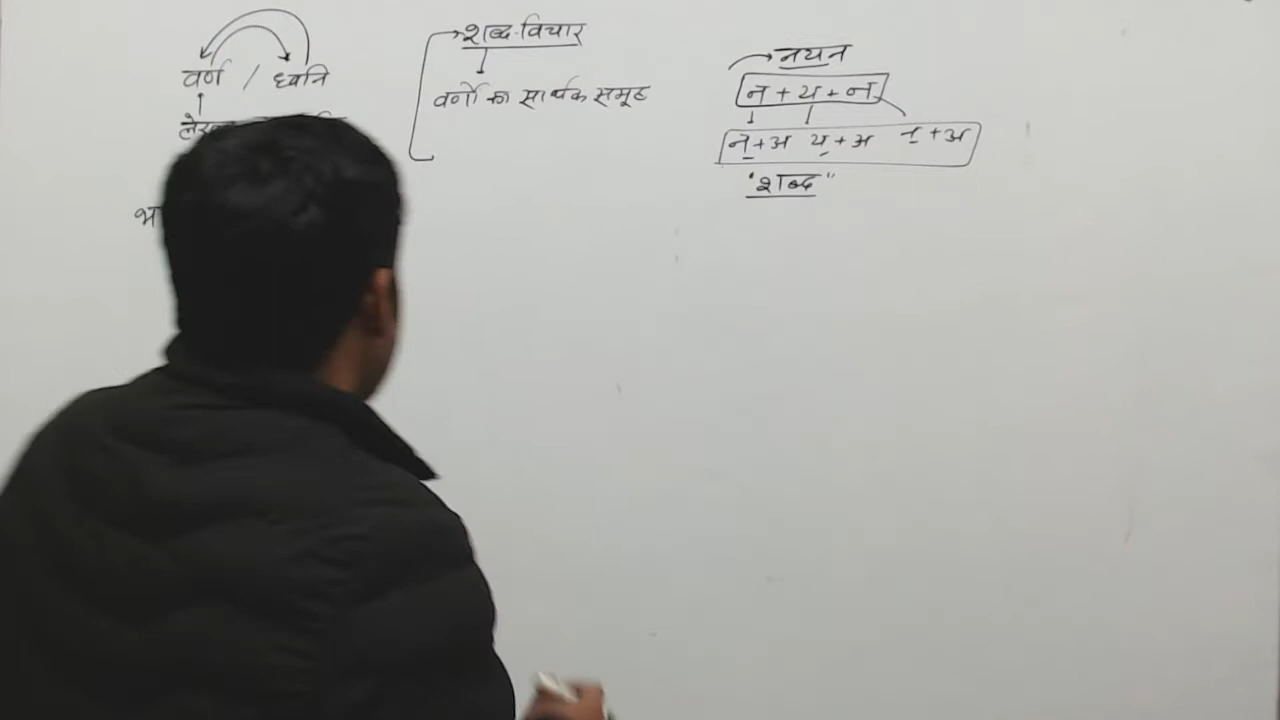 वर्ण / ध्वनि
शब्द-विचार
वर्णो का सार्थक समूह
नयन
न + य + न
न् + अ य् + अ न् + अ
"शब्द"